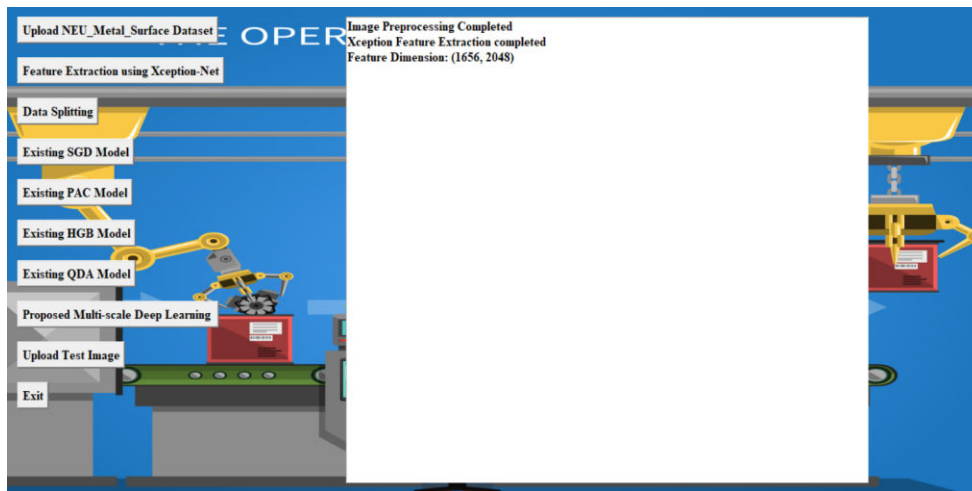 Upload NEU_Metal_Surface Dataset
E OPER
Feature Extraction using Xception-Net
Data Splitting
Existing SGD Model
Existing PAC Model
Existing HGB Model
Existing QDA Model
Proposed Multi-scale Deep Learning
Upload Test Image
Exit
Image Preprocessing Completed
Xception Feature Extraction completed
Feature Dimension: (1656, 2048)